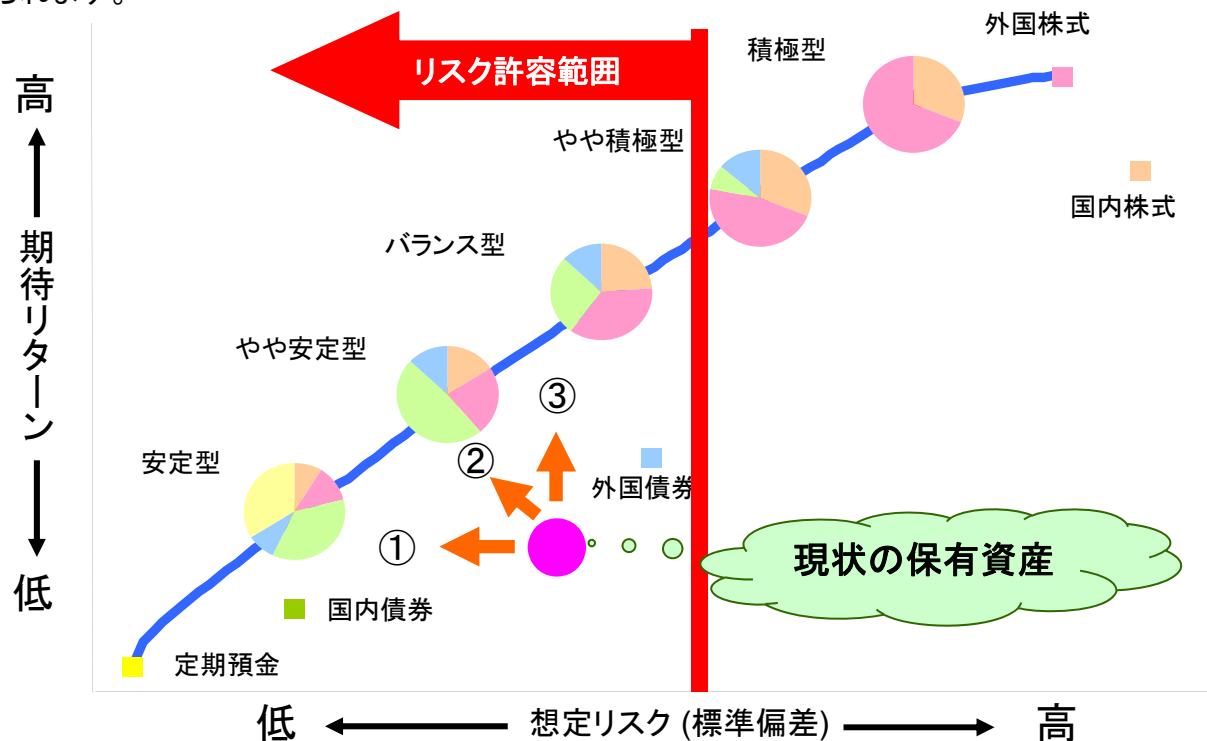 られます。
外国株式
積極型
リスク許容範囲
高
やや積極型
国内株式
期待リターン
バランス型
やや安定型
③
②
安定型
外国債券
①
現状の保有資産
低
国内債券
定期預金
低
想定リスク (標準偏差)
高